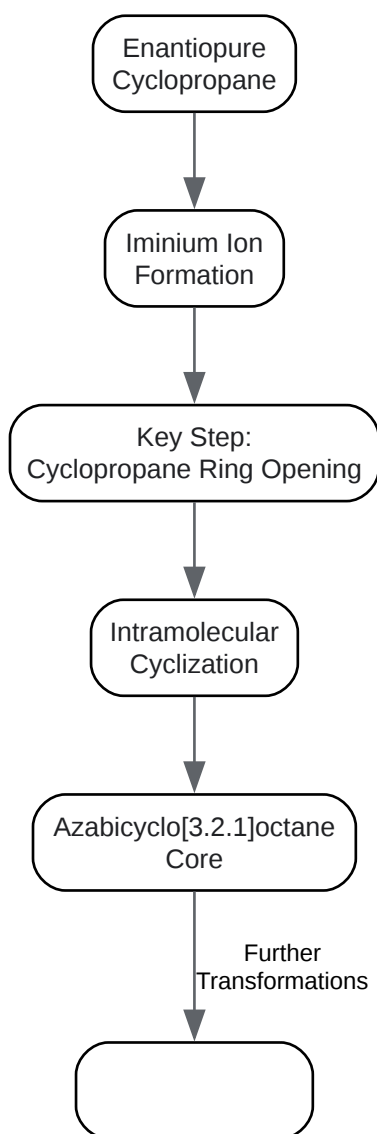 Enantiopure
Cyclopropane
Iminium Ion
Formation
Key Step:
Cyclopropane Ring Opening
Intramolecular
Cyclization
Azabicyclo[3.2.1]octane
Core
Further
Transformations